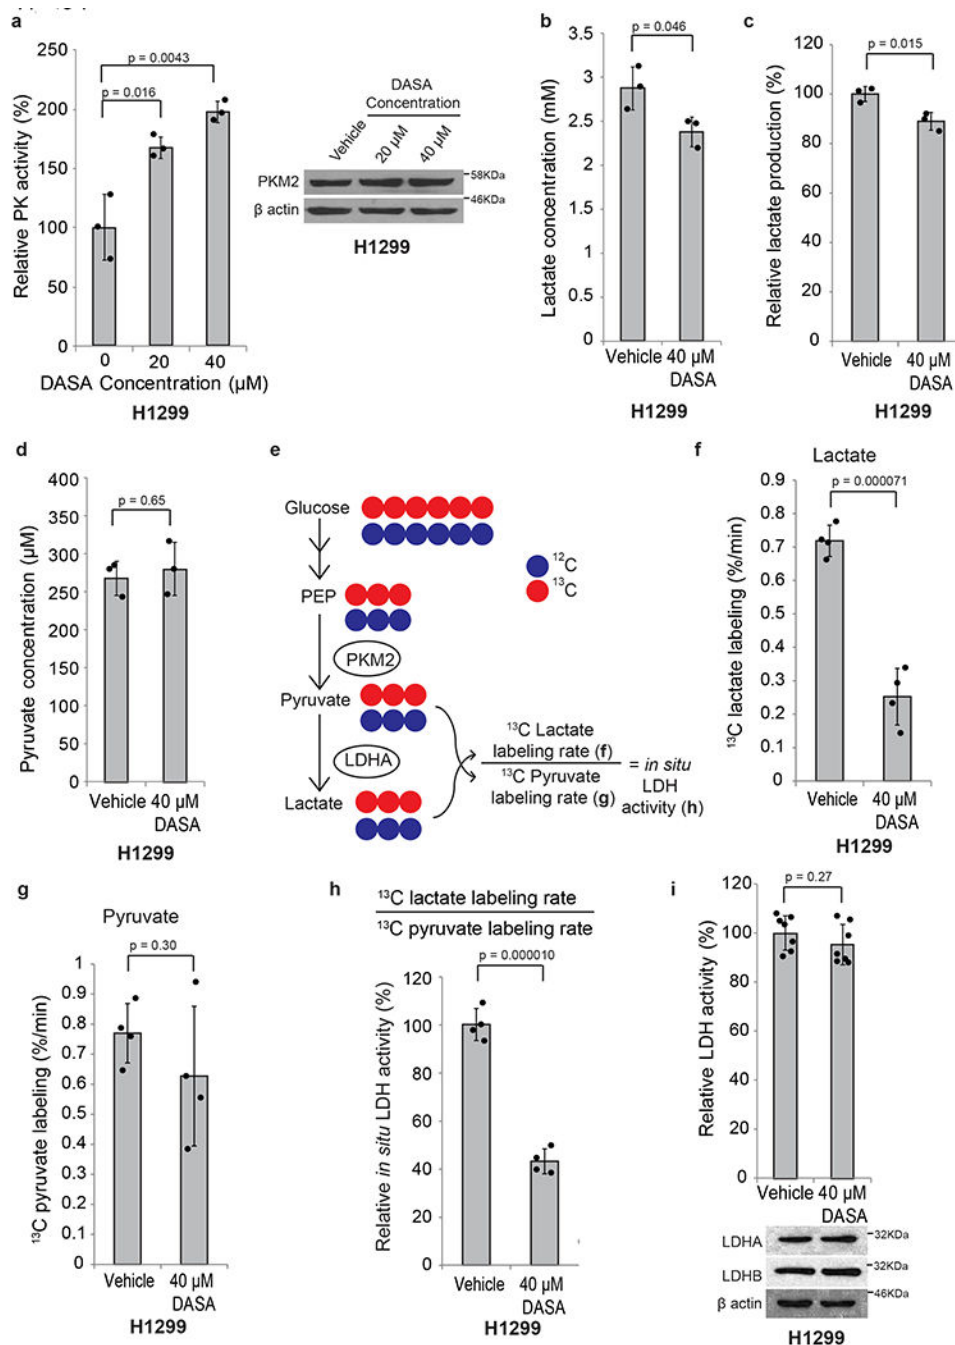 a
Relative PK activity (%)
250
200
150
100
50
0
p = 0.0043
p = 0.016
0 20 40
DASA Concentration (µM)
H1299
DASA
Concentration
Vehicle
20 µM
40 µM
PKM2
β actin
58KDa
46KDa
H1299
b
Lactate concentration (mM)
3.5
3
2.5
2
1.5
1
0.5
0
p = 0.046
Vehicle 40 µM
DASA
H1299
c
Relative lactate production (%)
120
100
80
60
40
20
0
p = 0.015
Vehicle 40 µM
DASA
H1299
d
Pyruvate concentration (µM)
400
350
300
250
200
150
100
50
0
p = 0.65
Vehicle 40 µM
DASA
H1299
e
Glucose
PEP
PKM2
Pyruvate
LDHA
Lactate
¹²C
¹³C
¹³C Lactate
labeling rate (f)
¹³C Pyruvate
labeling rate (g)
= in situ
LDH
activity (h)
f
Lactate
¹³C lactate labeling (%/min)
0.9
0.8
0.7
0.6
0.5
0.4
0.3
0.2
0.1
0
p = 0.000071
Vehicle 40 µM
DASA
H1299
g
Pyruvate
¹³C pyruvate labeling (%/min)
1
0.9
0.8
0.7
0.6
0.5
0.4
0.3
0.2
0.1
0
p = 0.30
Vehicle 40 µM
DASA
H1299
h
¹³C lactate labeling rate
¹³C pyruvate labeling rate
Relative in situ LDH activity (%)
120
100
80
60
40
20
0
p = 0.000010
Vehicle 40 µM
DASA
H1299
i
Relative LDH activity (%)
120
100
80
60
40
20
0
p = 0.27
Vehicle 40 µM
DASA
LDHA
32KDa
LDHB
32KDa
β actin
46KDa
H1299